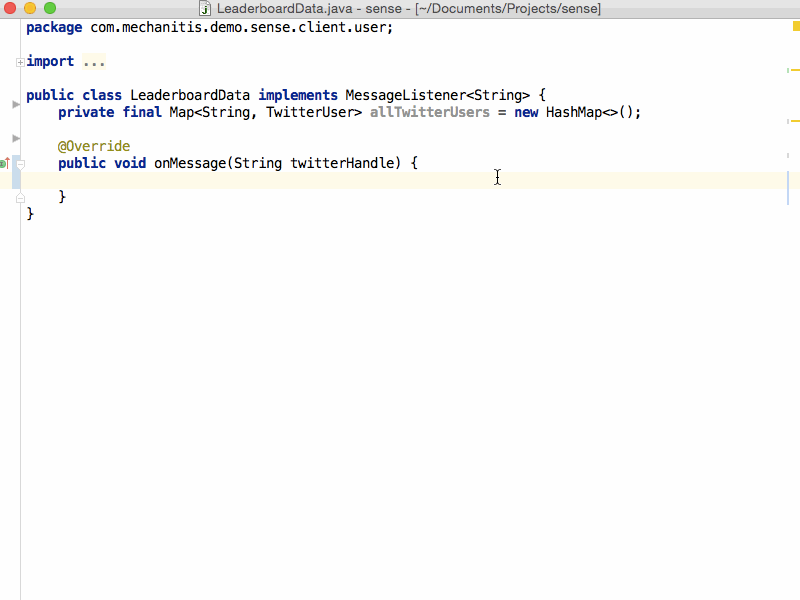 LeaderboardData.java - sense - [~/Documents/Projects/sense]
package com.mechanitis.demo.sense.client.user;
import ...
public class LeaderboardData implements MessageListener<String> {
    private final Map<String, TwitterUser> allTwitterUsers = new HashMap<>();
    @Override
    public void onMessage(String twitterHandle) {
    }
}